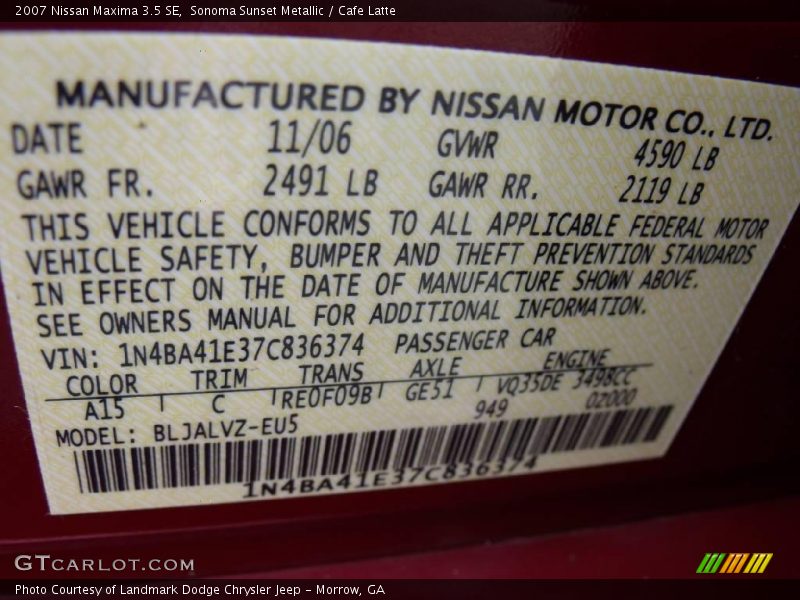 2007 Nissan Maxima 3.5 SE, Sonoma Sunset Metallic / Cafe Latte
MANUFACTURED BY NISSAN MOTOR CO., LTD.
DATE 11/06 GVWR 4590 LB
GAWR FR. 2491 LB GAWR RR. 2119 LB
THIS VEHICLE CONFORMS TO ALL APPLICABLE FEDERAL MOTOR
VEHICLE SAFETY, BUMPER AND THEFT PREVENTION STANDARDS
IN EFFECT ON THE DATE OF MANUFACTURE SHOWN ABOVE.
SEE OWNERS MANUAL FOR ADDITIONAL INFORMATION.
VIN: 1N4BA41E37C836374 PASSENGER CAR
COLOR TRIM TRANS AXLE ENGINE
A15 C RE0F09B GE51 VQ35DE 3498CC
MODEL: BLJALVZ-EU5 949 02000
1N4BA41E37C836374
GTCARLOT.COM
Photo Courtesy of Landmark Dodge Chrysler Jeep - Morrow, GA